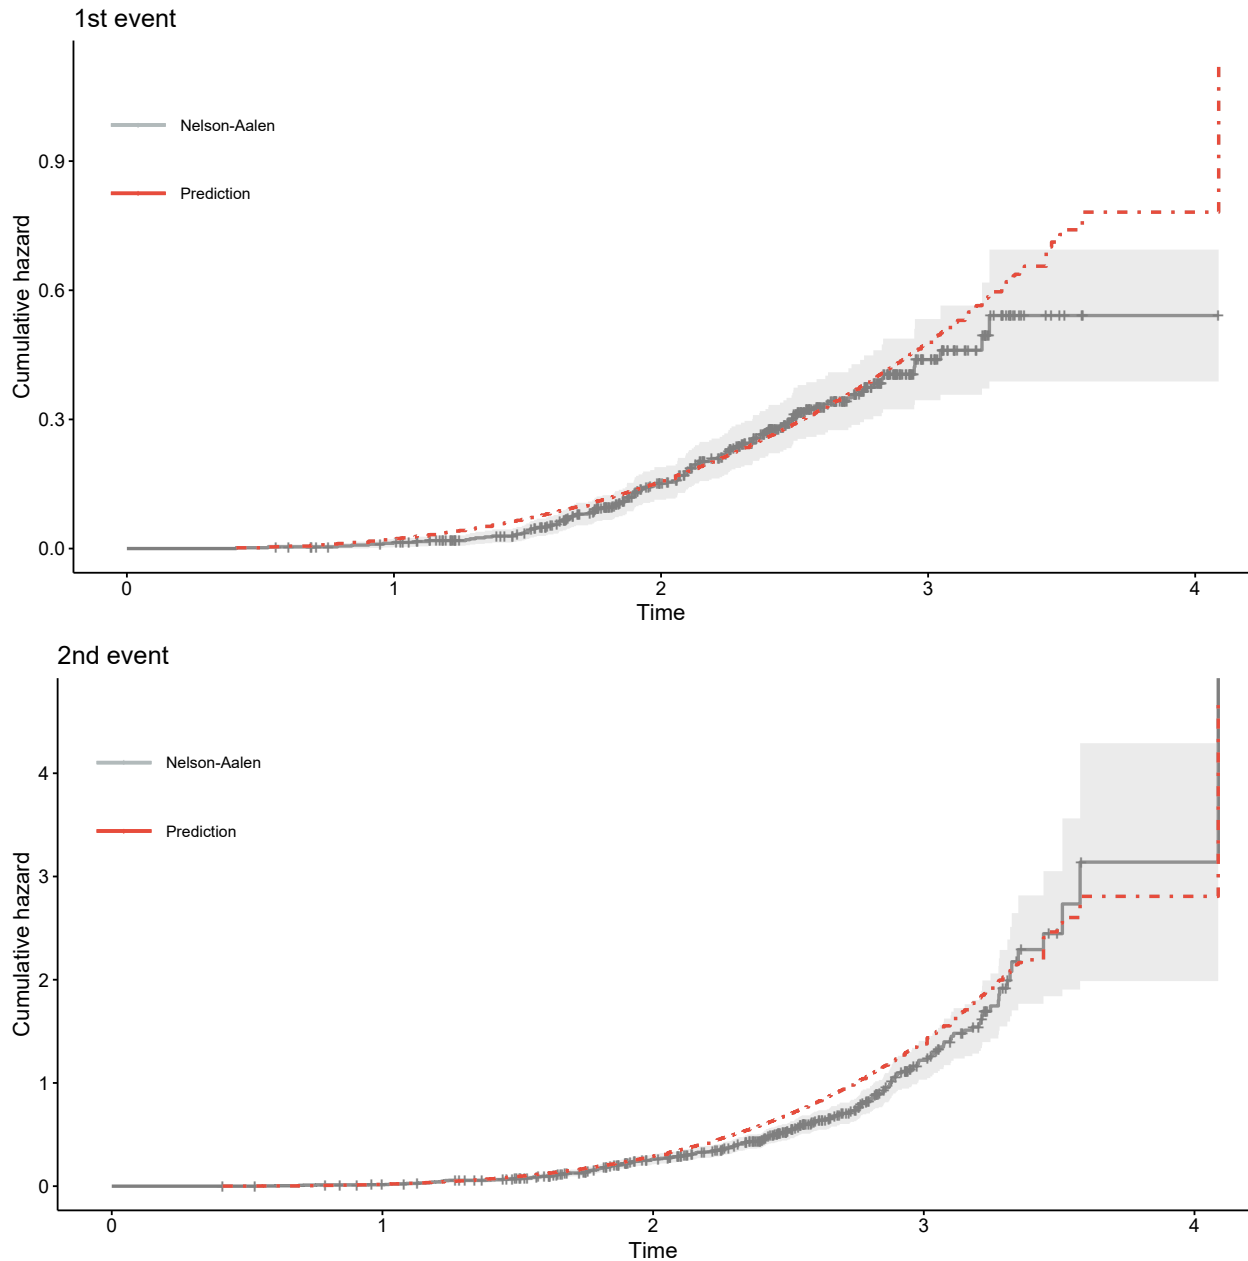 1st event
Cumulative hazard
Nelson-Aalen
Prediction
0.9
0.6
0.3
0.0
0 1 2 3 4
Time
2nd event
Cumulative hazard
Nelson-Aalen
Prediction
4
3
2
1
0
0 1 2 3 4
Time